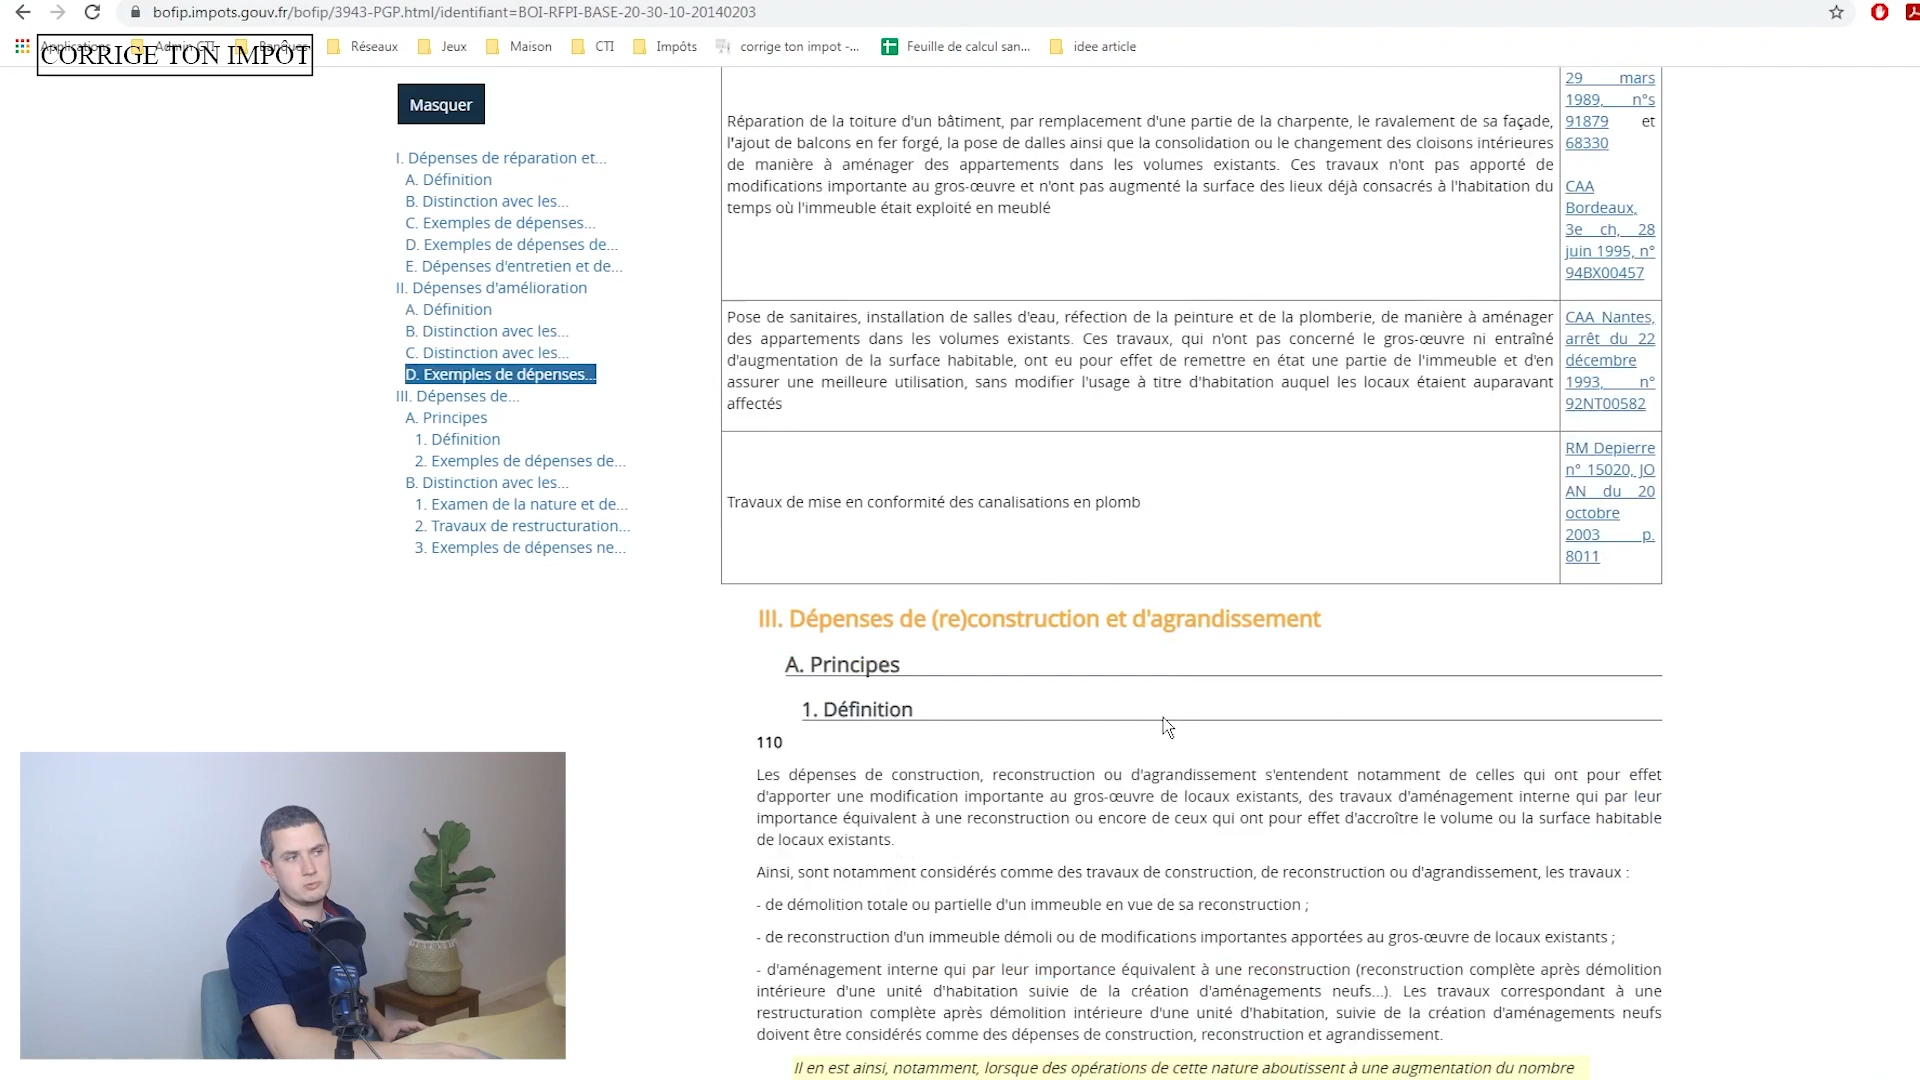 bofip.impots.gouv.fr/bofip/3943-PGP.html/identifiant=BOI-RFPI-BASE-20-30-10-20140203
Applications Admin CTI Banques Réseaux Jeux Maison CTI Impôts corrige ton impot -... Feuille de calcul san... idee article
CORRIGE TON IMPOT
Masquer
I. Dépenses de réparation et...
A. Définition
B. Distinction avec les...
C. Exemples de dépenses...
D. Exemples de dépenses de...
E. Dépenses d'entretien et de...
II. Dépenses d'amélioration
A. Définition
B. Distinction avec les...
C. Distinction avec les...
D. Exemples de dépenses...
III. Dépenses de...
A. Principes
1. Définition
2. Exemples de dépenses de...
B. Distinction avec les...
1. Examen de la nature et de...
2. Travaux de restructuration...
3. Exemples de dépenses ne...
Réparation de la toiture d'un bâtiment, par remplacement d'une partie de la charpente, le ravalement de sa façade,
l'ajout de balcons en fer forgé, la pose de dalles ainsi que la consolidation ou le changement des cloisons intérieures
de manière à aménager des appartements dans les volumes existants. Ces travaux n'ont pas apporté de
modifications importante au gros-œuvre et n'ont pas augmenté la surface des lieux déjà consacrés à l'habitation du
temps où l'immeuble était exploité en meublé
29 mars
1989, n°s
91879 et
68330
CAA
Bordeaux,
3e ch, 28
juin 1995, n°
94BX00457
Pose de sanitaires, installation de salles d'eau, réfection de la peinture et de la plomberie, de manière à aménager
des appartements dans les volumes existants. Ces travaux, qui n'ont pas concerné le gros-œuvre ni entraîné
d'augmentation de la surface habitable, ont eu pour effet de remettre en état une partie de l'immeuble et d'en
assurer une meilleure utilisation, sans modifier l'usage à titre d'habitation auquel les locaux étaient auparavant
affectés
CAA Nantes,
arrêt du 22
décembre
1993, n°
92NT00582
Travaux de mise en conformité des canalisations en plomb
RM Depierre
n° 15020, JO
AN du 20
octobre
2003 p.
8011
III. Dépenses de (re)construction et d'agrandissement
A. Principes
1. Définition
110
Les dépenses de construction, reconstruction ou d'agrandissement s'entendent notamment de celles qui ont pour effet
d'apporter une modification importante au gros-œuvre de locaux existants, des travaux d'aménagement interne qui par leur
importance équivalent à une reconstruction ou encore de ceux qui ont pour effet d'accroître le volume ou la surface habitable
de locaux existants.
Ainsi, sont notamment considérés comme des travaux de construction, de reconstruction ou d'agrandissement, les travaux :
- de démolition totale ou partielle d'un immeuble en vue de sa reconstruction ;
- de reconstruction d'un immeuble démoli ou de modifications importantes apportées au gros-œuvre de locaux existants ;
- d'aménagement interne qui par leur importance équivalent à une reconstruction (reconstruction complète après démolition
intérieure d'une unité d'habitation suivie de la création d'aménagements neufs...). Les travaux correspondant à une
restructuration complète après démolition intérieure d'une unité d'habitation, suivie de la création d'aménagements neufs
doivent être considérés comme des dépenses de construction, reconstruction et agrandissement.
Il en est ainsi, notamment, lorsque des opérations de cette nature aboutissent à une augmentation du nombre